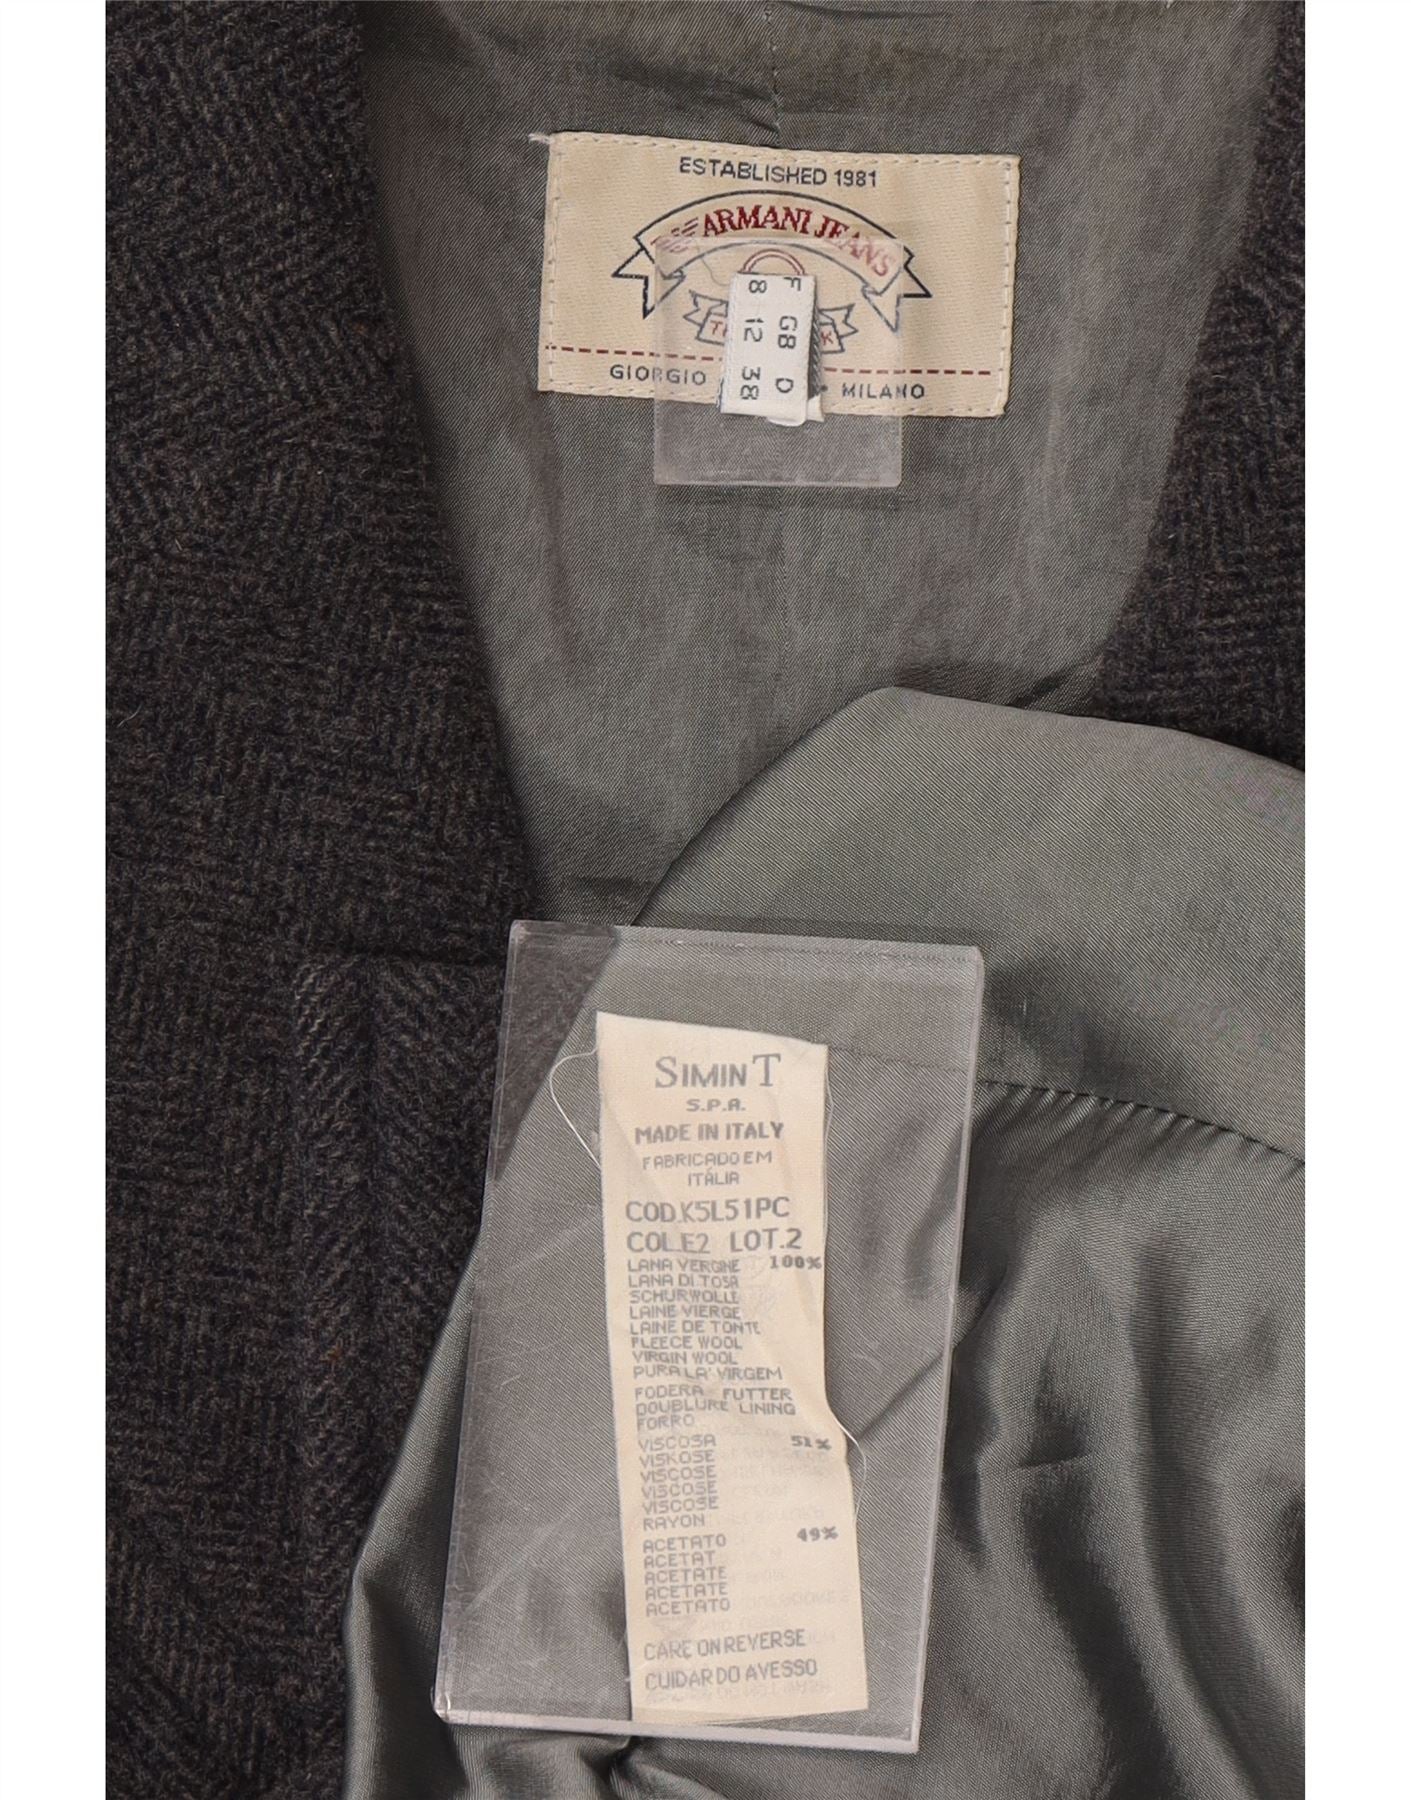 ESTABLISHED 1981
ARMANI JEANS
GIORGIO
MILANO
F GB D
8 12 38
SIMINT
S.P.A.
MADE IN ITALY
FABRICADO EM
ITÁLIA
COD.K5L51PC
COL.E2 LOT.2
LANA VERGINE 100%
LANA DI TOSA
SCHURWOLLE
LAINE VIERGE
LAINE DE TONTE
FLEECE WOOL
VIRGIN WOOL
PURA LA' VIRGEM
FODERA FUTTER
DOUBLURE LINING
FORRO
VISCOSA 51%
VISKOSE
VISCOSE
VISCOSE
VISCOSE
RAYON
ACETATO 49%
ACETAT
ACETATE
ACETATE
ACETATO
CARE ON REVERSE
CUIDAR DO AVESSO